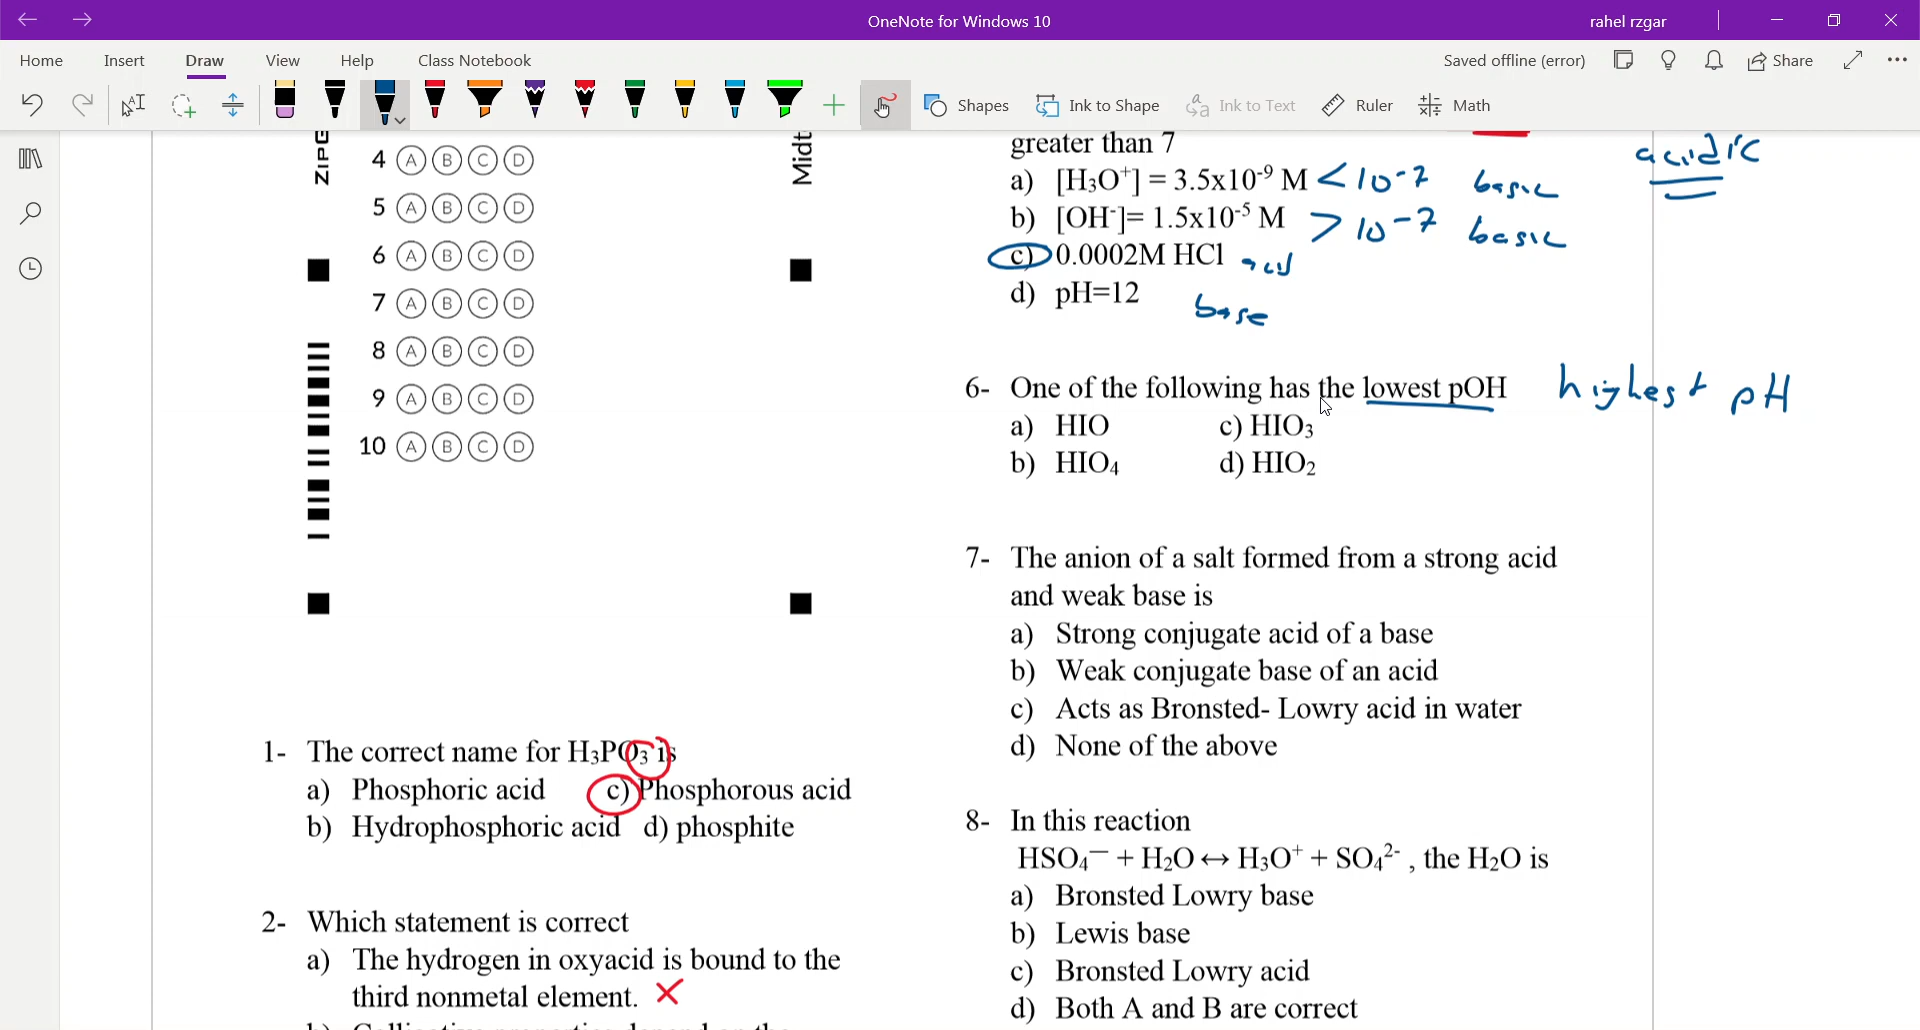 OneNote for Windows 10
rahel rzgar
Home Insert Draw View Help Class Notebook
Saved offline (error)
Share
Shapes
Ink to Shape
Ink to Text
Ruler
Math
ZIPG
Midt
4 A B C D
5 A B C D
6 A B C D
7 A B C D
8 A B C D
9 A B C D
10 A B C D
1- The correct name for H₃PO₃ is
a) Phosphoric acid c) Phosphorous acid
b) Hydrophosphoric acid d) phosphite
2- Which statement is correct
a) The hydrogen in oxyacid is bound to the
third nonmetal element. ×
greater than 7
acidic
a) [H₃O⁺] = 3.5x10⁻⁹ M < 10⁻⁷ basic
b) [OH⁻]= 1.5x10⁻⁵ M > 10⁻⁷ basic
c) 0.0002M HCl acid
d) pH=12 base
6- One of the following has the lowest pOH highest pH
a) HIO c) HIO₃
b) HIO₄ d) HIO₂
7- The anion of a salt formed from a strong acid
and weak base is
a) Strong conjugate acid of a base
b) Weak conjugate base of an acid
c) Acts as Bronsted- Lowry acid in water
d) None of the above
8- In this reaction
HSO₄— + H₂O ↔ H₃O⁺ + SO₄²⁻ , the H₂O is
a) Bronsted Lowry base
b) Lewis base
c) Bronsted Lowry acid
d) Both A and B are correct